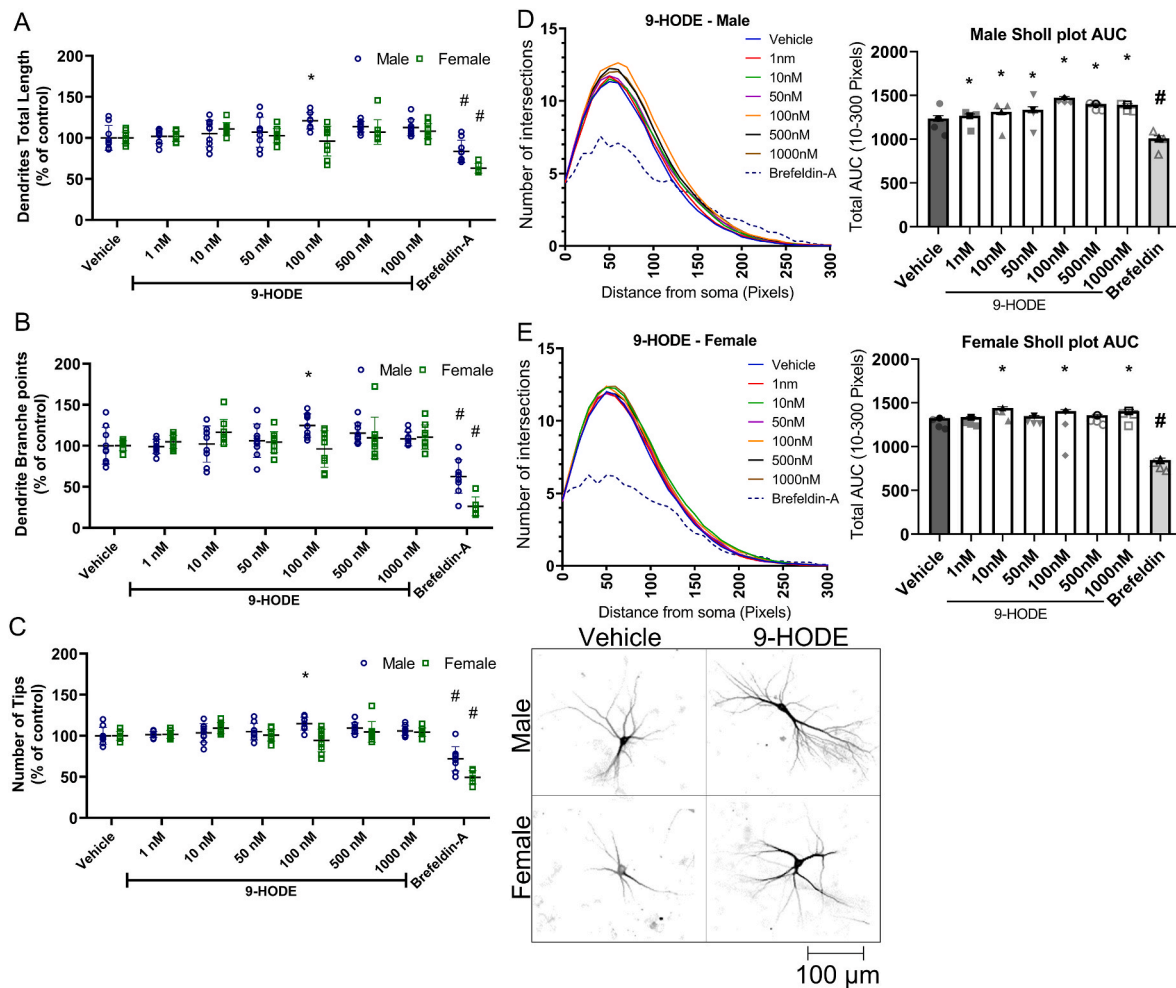 A
Dendrites Total Length
(% of control)
200
150
100
50
0
Male
Female
*
#
#
Vehicle
1 nM
10 nM
50 nM
100 nM
500 nM
1000 nM
Brefeldin-A
9-HODE
B
Dendrite Branche points
(% of control)
200
150
100
50
0
Male
Female
*
#
#
Vehicle
1 nM
10 nM
50 nM
100 nM
500 nM
1000 nM
Brefeldin-A
9-HODE
C
Number of Tips
(% of control)
200
150
100
50
0
Male
Female
*
#
#
Vehicle
1 nM
10 nM
50 nM
100 nM
500 nM
1000 nM
Brefeldin-A
9-HODE
D
9-HODE - Male
Number of intersections
15
10
5
0
Vehicle
1nm
10nM
50nM
100nM
500nM
1000nM
Brefeldin-A
0 50 100 150 200 250 300
Distance from soma (Pixels)
Male Sholl plot AUC
Total AUC (10-300 Pixels)
2000
1500
1000
500
0
* * * * * * #
Vehicle
1nM
10nM
50nM
100nM
500nM
1000nM
Brefeldin
9-HODE
E
9-HODE - Female
Number of intersections
15
10
5
0
Vehicle
1nm
10nM
50nM
100nM
500nM
1000nM
Brefeldin-A
0 50 100 150 200 250 300
Distance from soma (Pixels)
Female Sholl plot AUC
Total AUC (10-300 Pixels)
2000
1500
1000
500
0
* * * #
Vehicle
1nM
10nM
50nM
100nM
500nM
1000nM
Brefeldin
9-HODE
Vehicle 9-HODE
Male
Female
100 µm